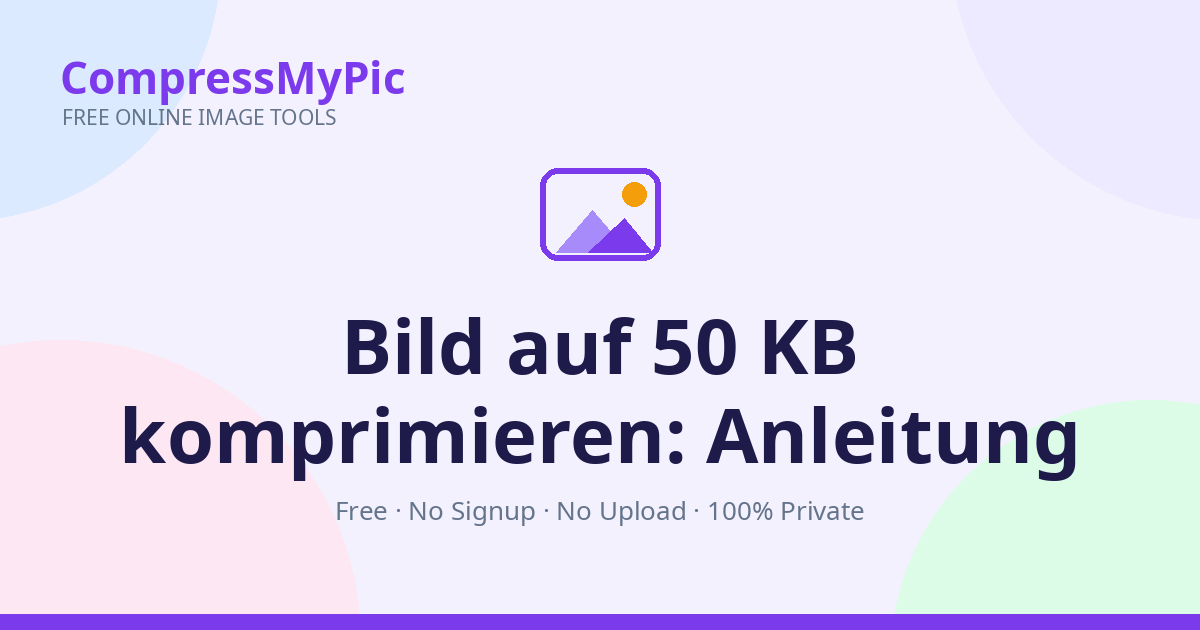 CompressMyPic
FREE ONLINE IMAGE TOOLS
Bild auf 50 KB
komprimieren: Anleitung
Free · No Signup · No Upload · 100% Private